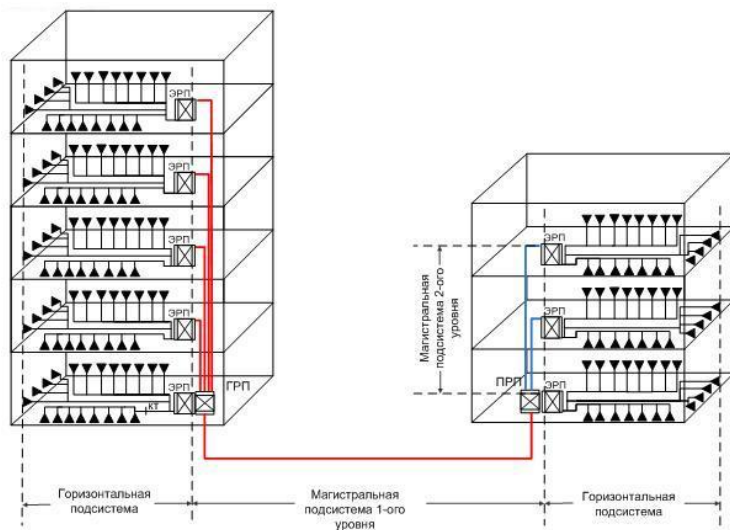 ЭРП
ЭРП
ЭРП
ЭРП
ЭРП
ГРП
КТ
ЭРП
ЭРП
ПРП
ЭРП
Магистральная
подсистема 2-ого
уровня
Горизонтальная
подсистема
Магистральная
подсистема 1-ого
уровня
Горизонтальная
подсистема